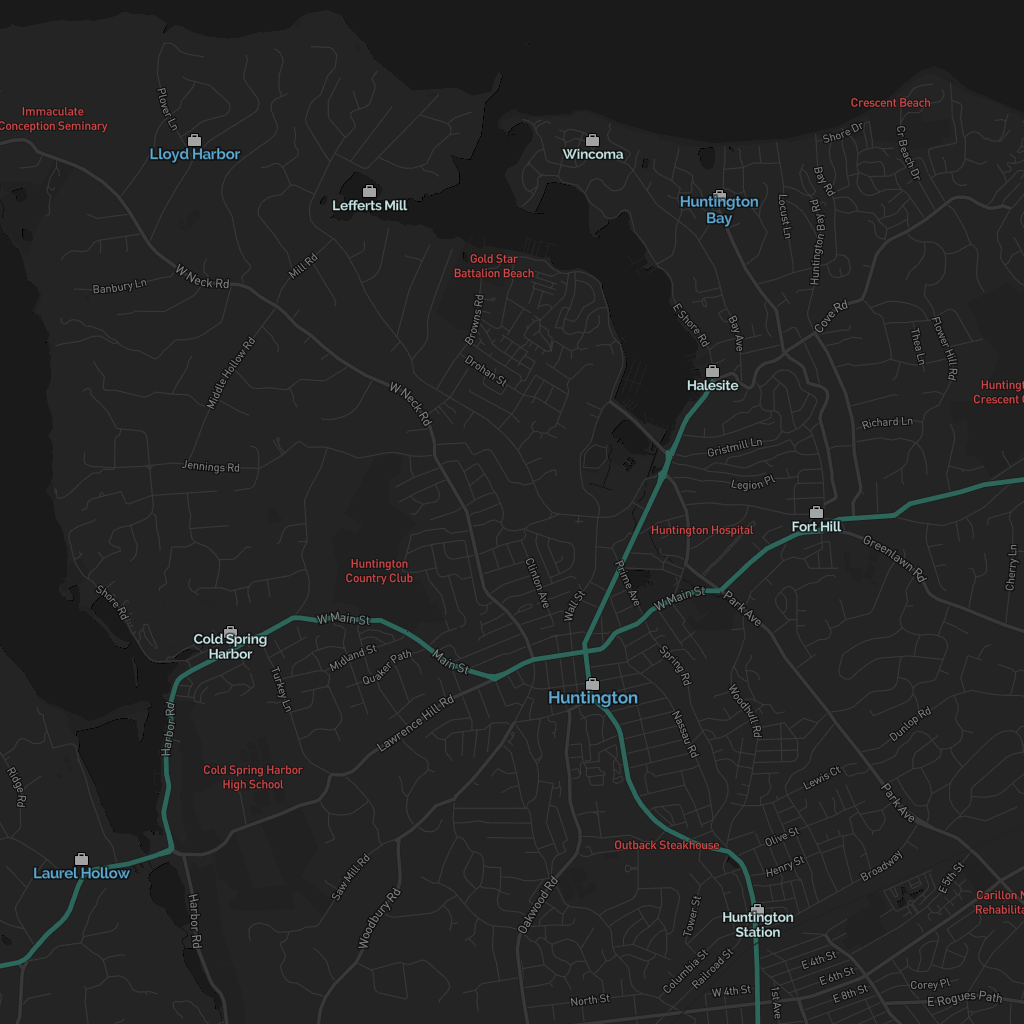 Crescent Beach
Immaculate
Conception Seminary
Plover Ln
Shore Dr
Cr Beach Dr
Lloyd Harbor
Wincoma
Bay Rd
Lefferts Mill
Huntington
Bay
Locust Ln
Huntington Bay Rd
Gold Star
Battalion Beach
Mill Rd
W Neck Rd
Banbury Ln
Browns Rd
E Shore Rd
Bay Ave
Cove Rd
Thea Ln
Flower Hill Rd
Middle Hollow Rd
Drohan St
W Neck Rd
Halesite
Richard Ln
Gristmill Ln
Jennings Rd
Legion Pl
Fort Hill
Huntington Hospital
Greenlawn Rd
Cherry Ln
Huntington
Country Club
Clinton Ave
Wall St
Prime Ave
W Main St
Park Ave
Shore Rd
W Main St
Cold Spring
Harbor
Midland St
Quaker Path
Main St
Turkey Ln
Spring Rd
Huntington
Woodhull Rd
Lawrence Hill Rd
Nassau Rd
Dunlop Rd
Harbor Rd
Ridge Rd
Cold Spring Harbor
High School
Lewis Ct
Park Ave
Outback Steakhouse
Olive St
Laurel Hollow
Henry St
Broadway
E 5th St
Saw Mill Rd
Woodbury Rd
Oakwood Rd
Harbor Rd
Tower St
Huntington
Station
Columbia St
Railroad St
E 4th St
E 6th St
E 8th St
Corey Pl
North St
W 4th St
1st Ave
E Rogues Path